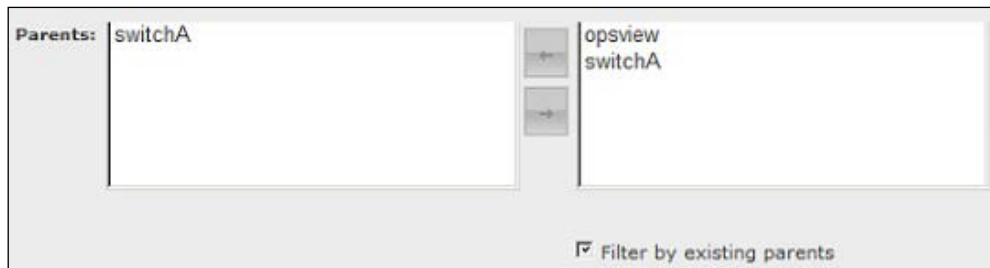 Parents:
switchA
opsview
switchA
Filter by existing parents